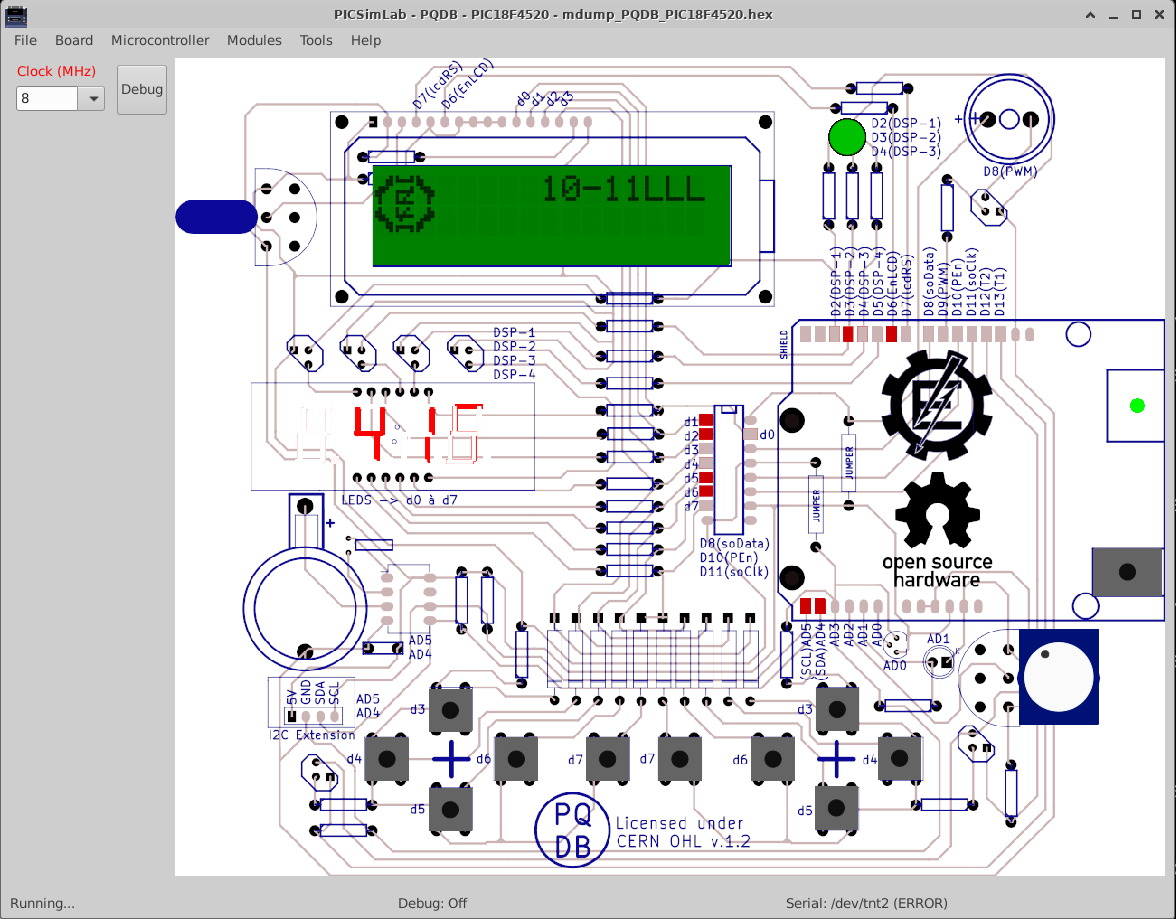 PICSimLab - PQDB - PIC18F4520 - mdump_PQDB_PIC18F4520.hex
File Board Microcontroller Modules Tools Help
Clock (MHz)
8
Debug
D7(lcdRS)
D6(EnLCD)
d0
d1
d2
d3
10-11LLL
D2(DSP-1)
D3(DSP-2)
D4(DSP-3)
D8(PWM)
D2(DSP-1)
D3(DSP-2)
D4(DSP-3)
D5(DSP-4)
D6(EnLCD)
D7(lcdRs)
D8(soData)
D9(PWM)
D10(PEn)
D11(soClk)
D12(T2)
D13(T1)
SHIELD
DSP-1
DSP-2
DSP-3
DSP-4
LEDS -> d0 à d7
d1
d2
d3
d4
d5
d6
d7
d0
D8(soData)
D10(PEn)
D11(soClk)
JUMPER
JUMPER
open source
hardware
(SCL)AD5
(SDA)AD4
AD3
AD2
AD1
AD0
AD0
AD1
AD5
AD4
5V
GND
SDA
SCL
AD5
AD4
I2C Extension
d3
d4
d6
d7
d5
d3
d7
d6
d4
d5
PQ
DB
Licensed under
CERN OHL v.1.2
Running...
Debug: Off
Serial: /dev/tnt2 (ERROR)